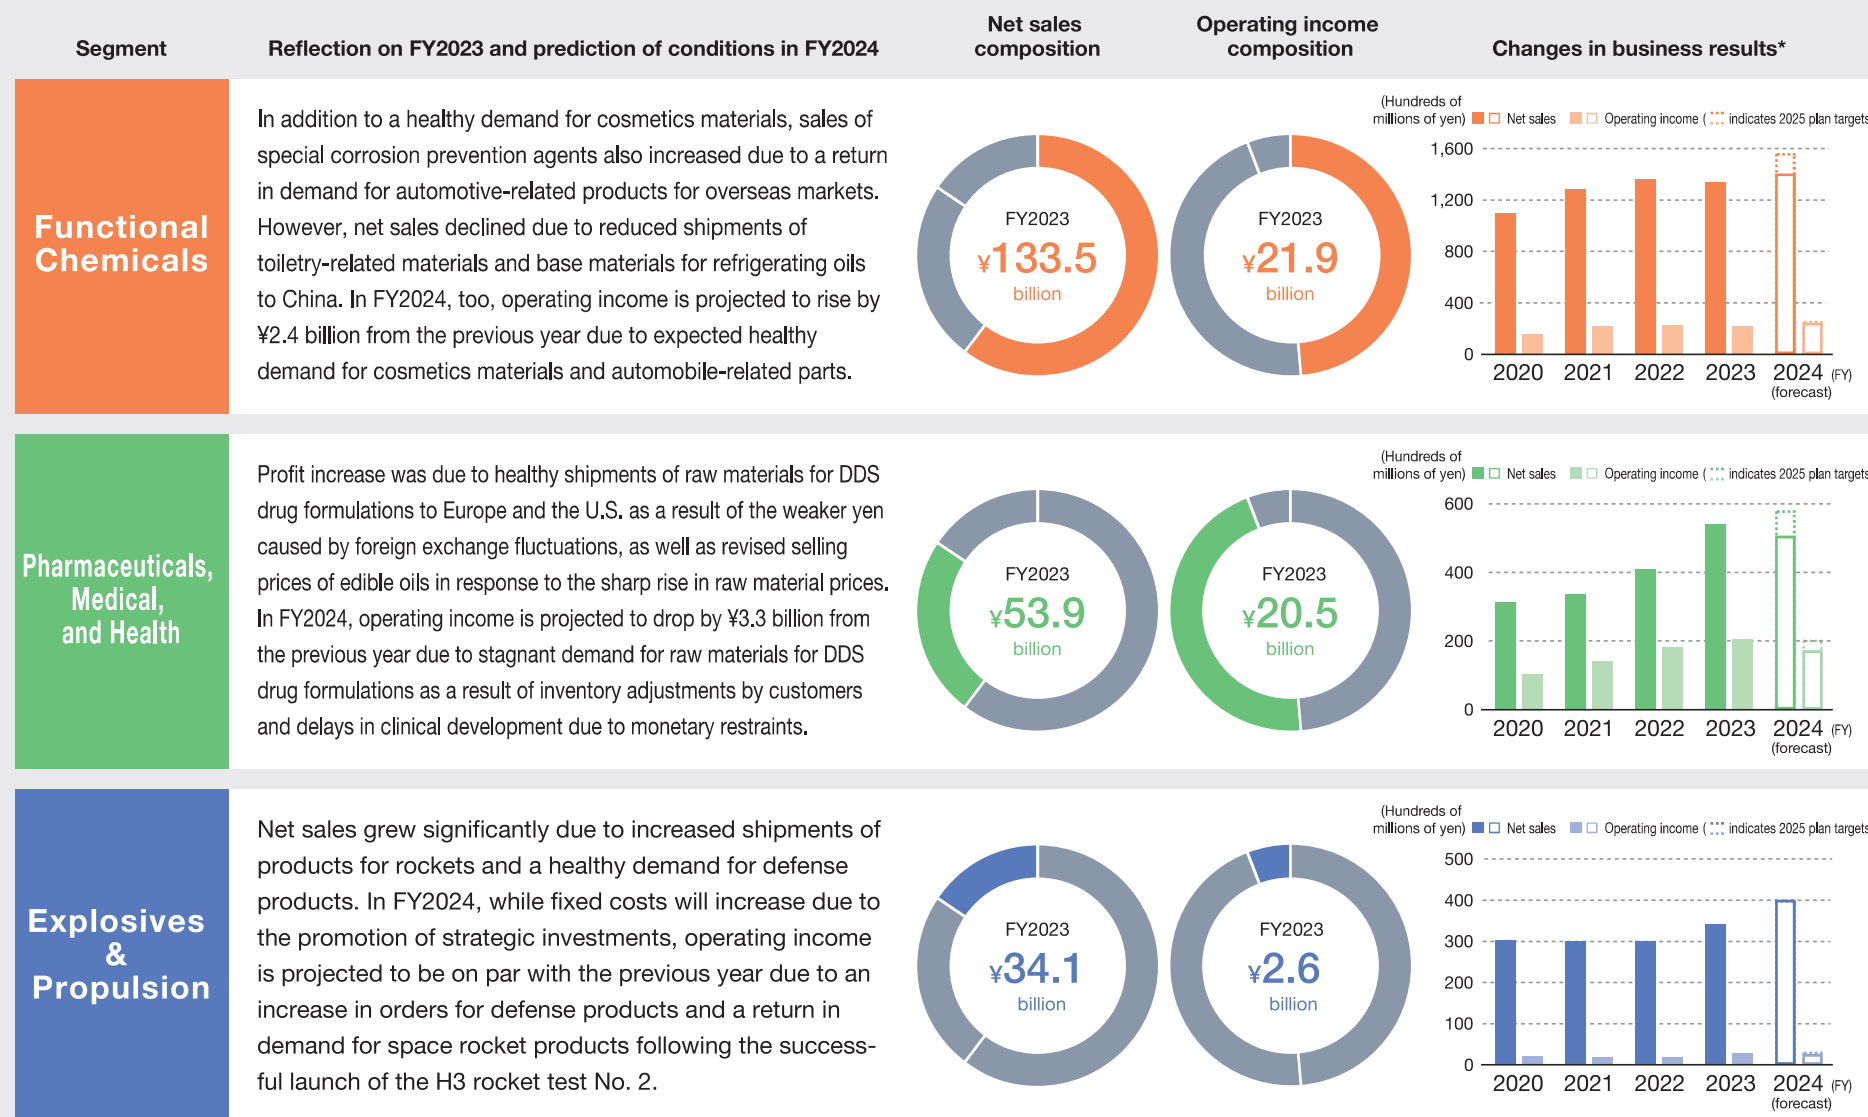 Segment
Reflection on FY2023 and prediction of conditions in FY2024
Net sales
composition
Operating income
composition
Changes in business results*
Functional
Chemicals
In addition to a healthy demand for cosmetics materials, sales of
special corrosion prevention agents also increased due to a return
in demand for automotive-related products for overseas markets.
However, net sales declined due to reduced shipments of
toiletry-related materials and base materials for refrigerating oils
to China. In FY2024, too, operating income is projected to rise by
¥2.4 billion from the previous year due to expected healthy
demand for cosmetics materials and automobile-related parts.
FY2023
¥133.5
billion
FY2023
¥21.9
billion
(Hundreds of
millions of yen) Net sales Operating income ( indicates 2025 plan targets
1,600
1,200
800
400
0
2020 2021 2022 2023 2024 (FY)
(forecast)
Pharmaceuticals,
Medical,
and Health
Profit increase was due to healthy shipments of raw materials for DDS
drug formulations to Europe and the U.S. as a result of the weaker yen
caused by foreign exchange fluctuations, as well as revised selling
prices of edible oils in response to the sharp rise in raw material prices.
In FY2024, operating income is projected to drop by ¥3.3 billion from
the previous year due to stagnant demand for raw materials for DDS
drug formulations as a result of inventory adjustments by customers
and delays in clinical development due to monetary restraints.
FY2023
¥53.9
billion
FY2023
¥20.5
billion
(Hundreds of
millions of yen) Net sales Operating income ( indicates 2025 plan targets
600
400
200
0
2020 2021 2022 2023 2024 (FY)
(forecast)
Explosives
&
Propulsion
Net sales grew significantly due to increased shipments of
products for rockets and a healthy demand for defense
products. In FY2024, while fixed costs will increase due to
the promotion of strategic investments, operating income
is projected to be on par with the previous year due to an
increase in orders for defense products and a return in
demand for space rocket products following the success-
ful launch of the H3 rocket test No. 2.
FY2023
¥34.1
billion
FY2023
¥2.6
billion
(Hundreds of
millions of yen) Net sales Operating income ( indicates 2025 plan targets
500
400
300
200
100
0
2020 2021 2022 2023 2024 (FY)
(forecast)